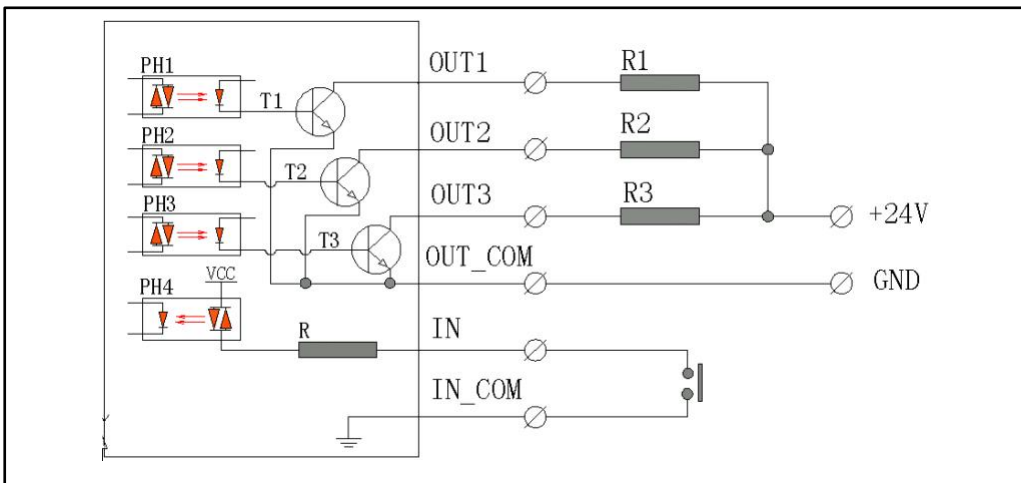 PH1
T1
OUT1
R1
PH2
T2
OUT2
R2
PH3
T3
OUT3
R3
+24V
OUT_COM
GND
PH4
VCC
R
IN
IN_COM